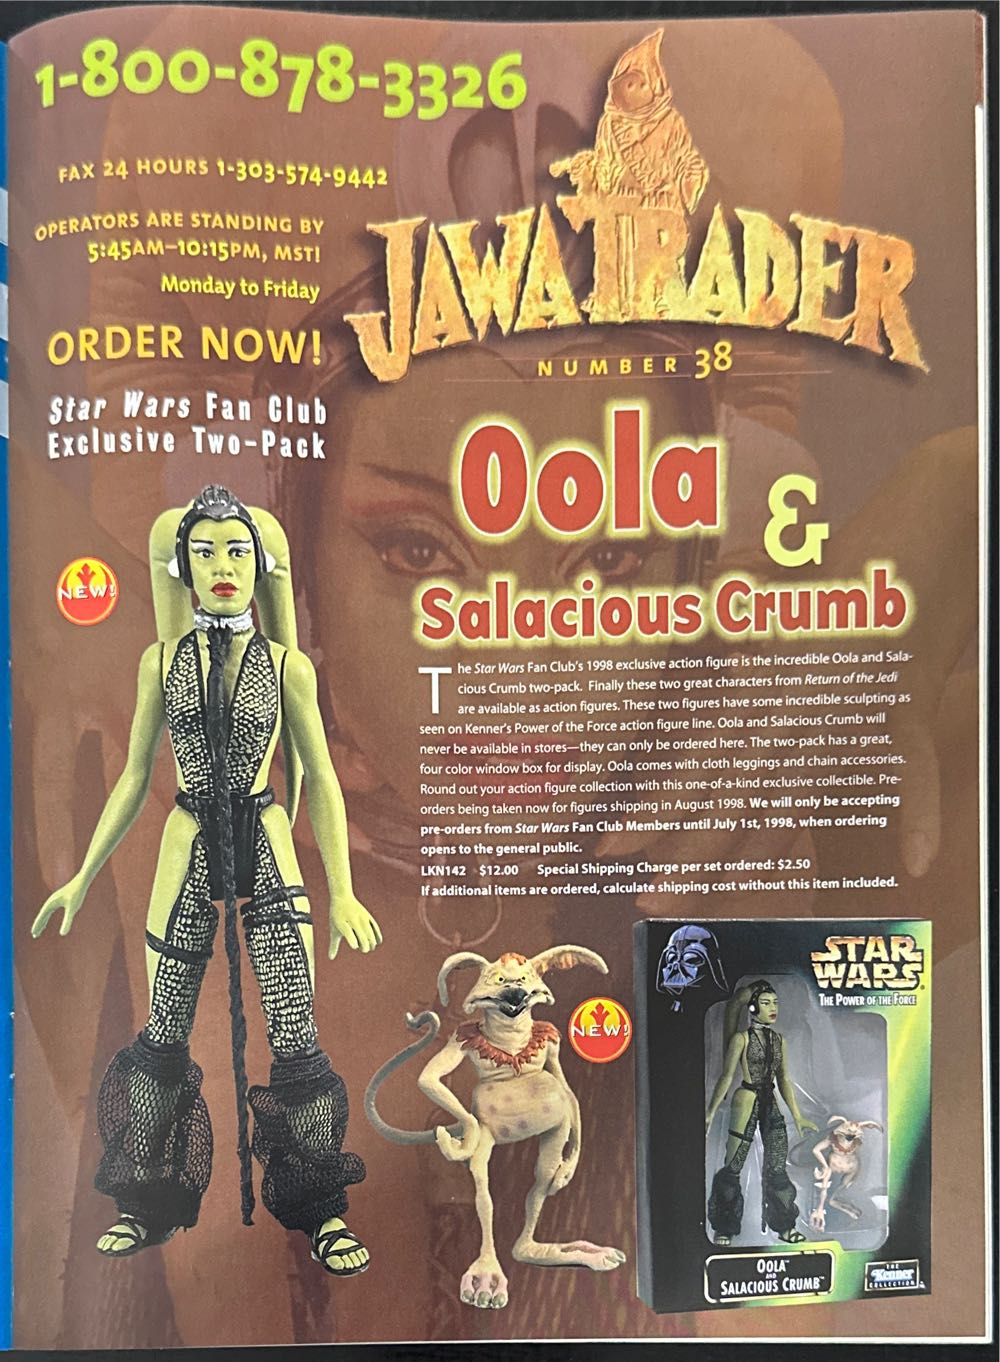 1-800-878-3326
FAX 24 HOURS 1-303-574-9442
OPERATORS ARE STANDING BY
5:45AM–10:15PM, MST!
Monday to Friday
ORDER NOW!
Star Wars Fan Club
Exclusive Two-Pack
JAWA TRADER
NUMBER 38
Oola
&
Salacious Crumb
NEW!
The Star Wars Fan Club's 1998 exclusive action figure is the incredible Oola and Sala-
cious Crumb two-pack. Finally these two great characters from Return of the Jedi
are available as action figures. These two figures have some incredible sculpting as
seen on Kenner's Power of the Force action figure line. Oola and Salacious Crumb will
never be available in stores—they can only be ordered here. The two-pack has a great,
four color window box for display. Oola comes with cloth leggings and chain accessories.
Round out your action figure collection with this one-of-a-kind exclusive collectible. Pre-
orders being taken now for figures shipping in August 1998. We will only be accepting
pre-orders from Star Wars Fan Club Members until July 1st, 1998, when ordering
opens to the general public.
LKN142 $12.00 Special Shipping Charge per set ordered: $2.50
If additional items are ordered, calculate shipping cost without this item included.
NEW!
STAR
WARS
THE POWER OF THE FORCE
OOLA™
AND
SALACIOUS CRUMB™
THE
Kenner
COLLECTION